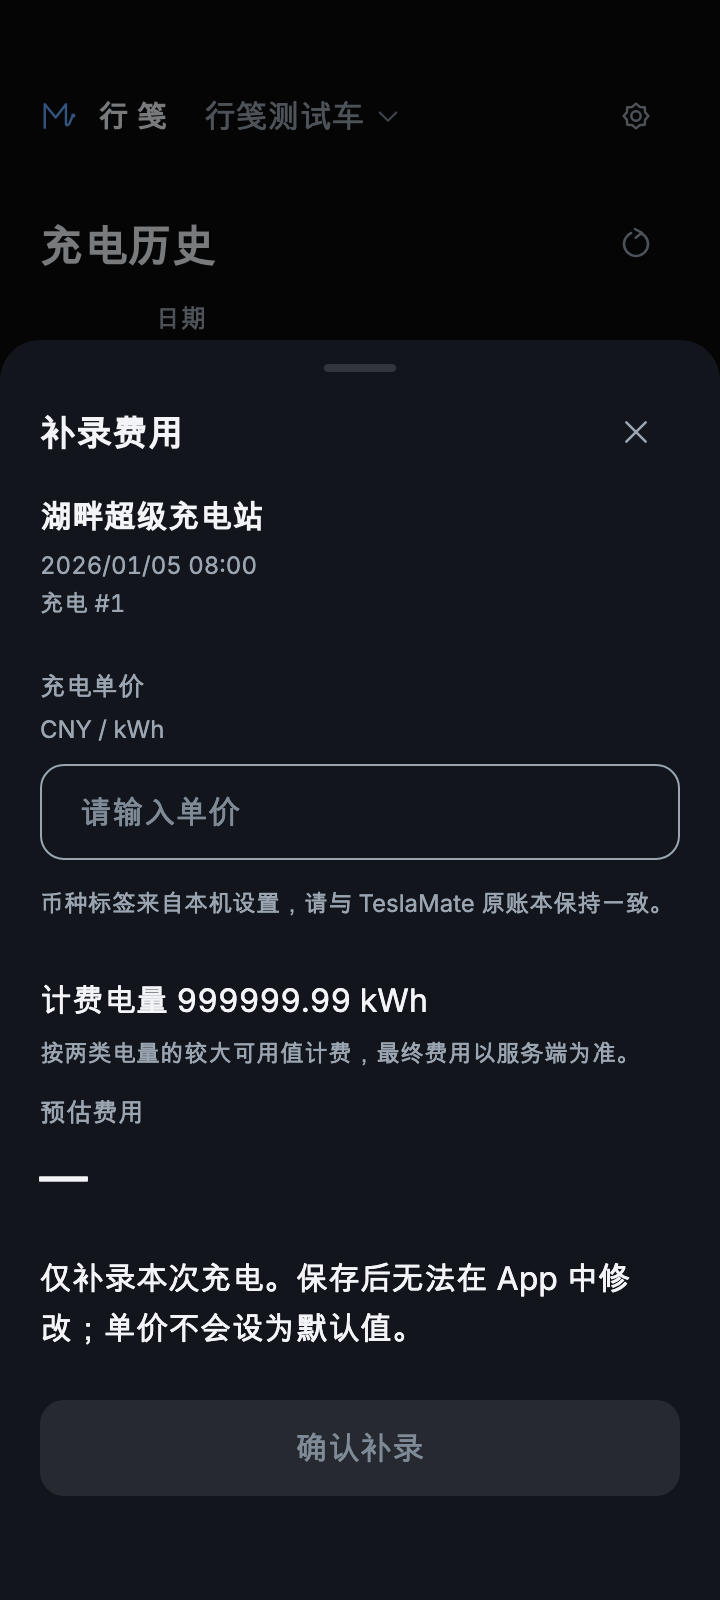 行笺 行笺测试车
充电历史
日期
补录费用
湖畔超级充电站
2026/01/05 08:00
充电 #1
充电单价
CNY / kWh
请输入单价
币种标签来自本机设置，请与 TeslaMate 原账本保持一致。
计费电量 999999.99 kWh
按两类电量的较大可用值计费，最终费用以服务端为准。
预估费用
—
仅补录本次充电。保存后无法在 App 中修
改；单价不会设为默认值。
确认补录